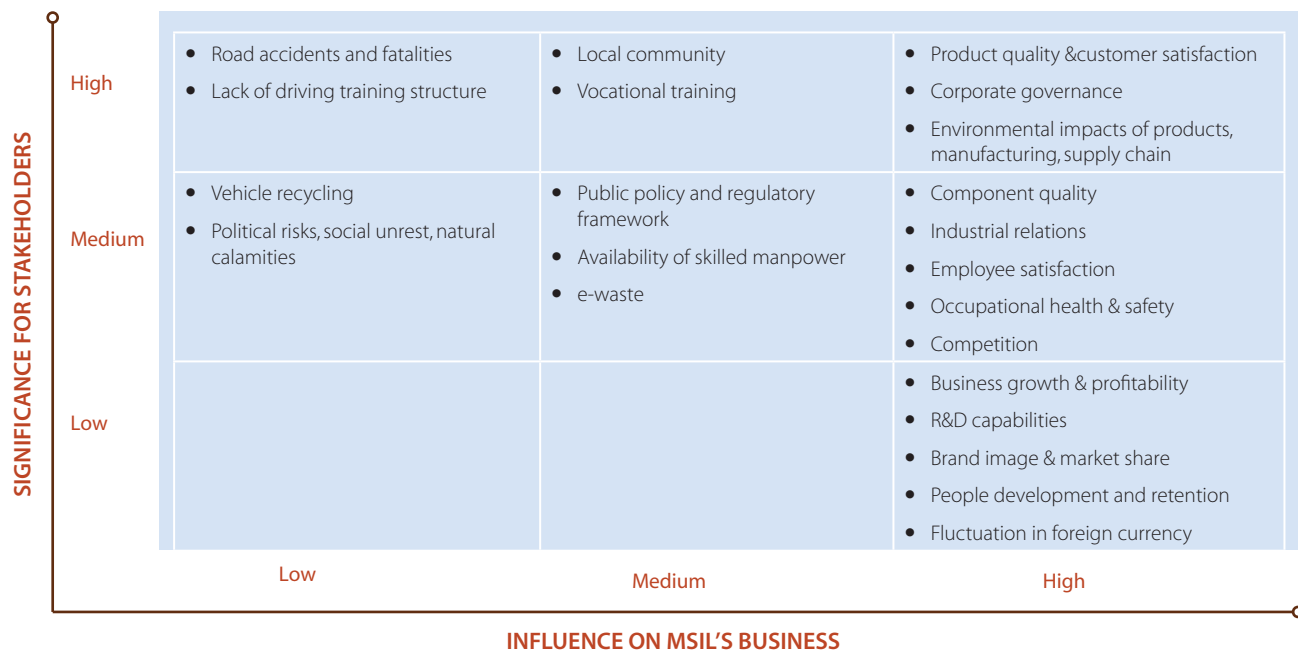 SIGNIFICANCE FOR STAKEHOLDERS
High
• Road accidents and fatalities
• Lack of driving training structure
• Local community
• Vocational training
• Product quality &customer satisfaction
• Corporate governance
• Environmental impacts of products,
manufacturing, supply chain
Medium
• Vehicle recycling
• Political risks, social unrest, natural
calamities
• Public policy and regulatory
framework
• Availability of skilled manpower
• e-waste
• Component quality
• Industrial relations
• Employee satisfaction
• Occupational health & safety
• Competition
Low
• Business growth & profitability
• R&D capabilities
• Brand image & market share
• People development and retention
• Fluctuation in foreign currency
Low
Medium
High
INFLUENCE ON MSIL'S BUSINESS